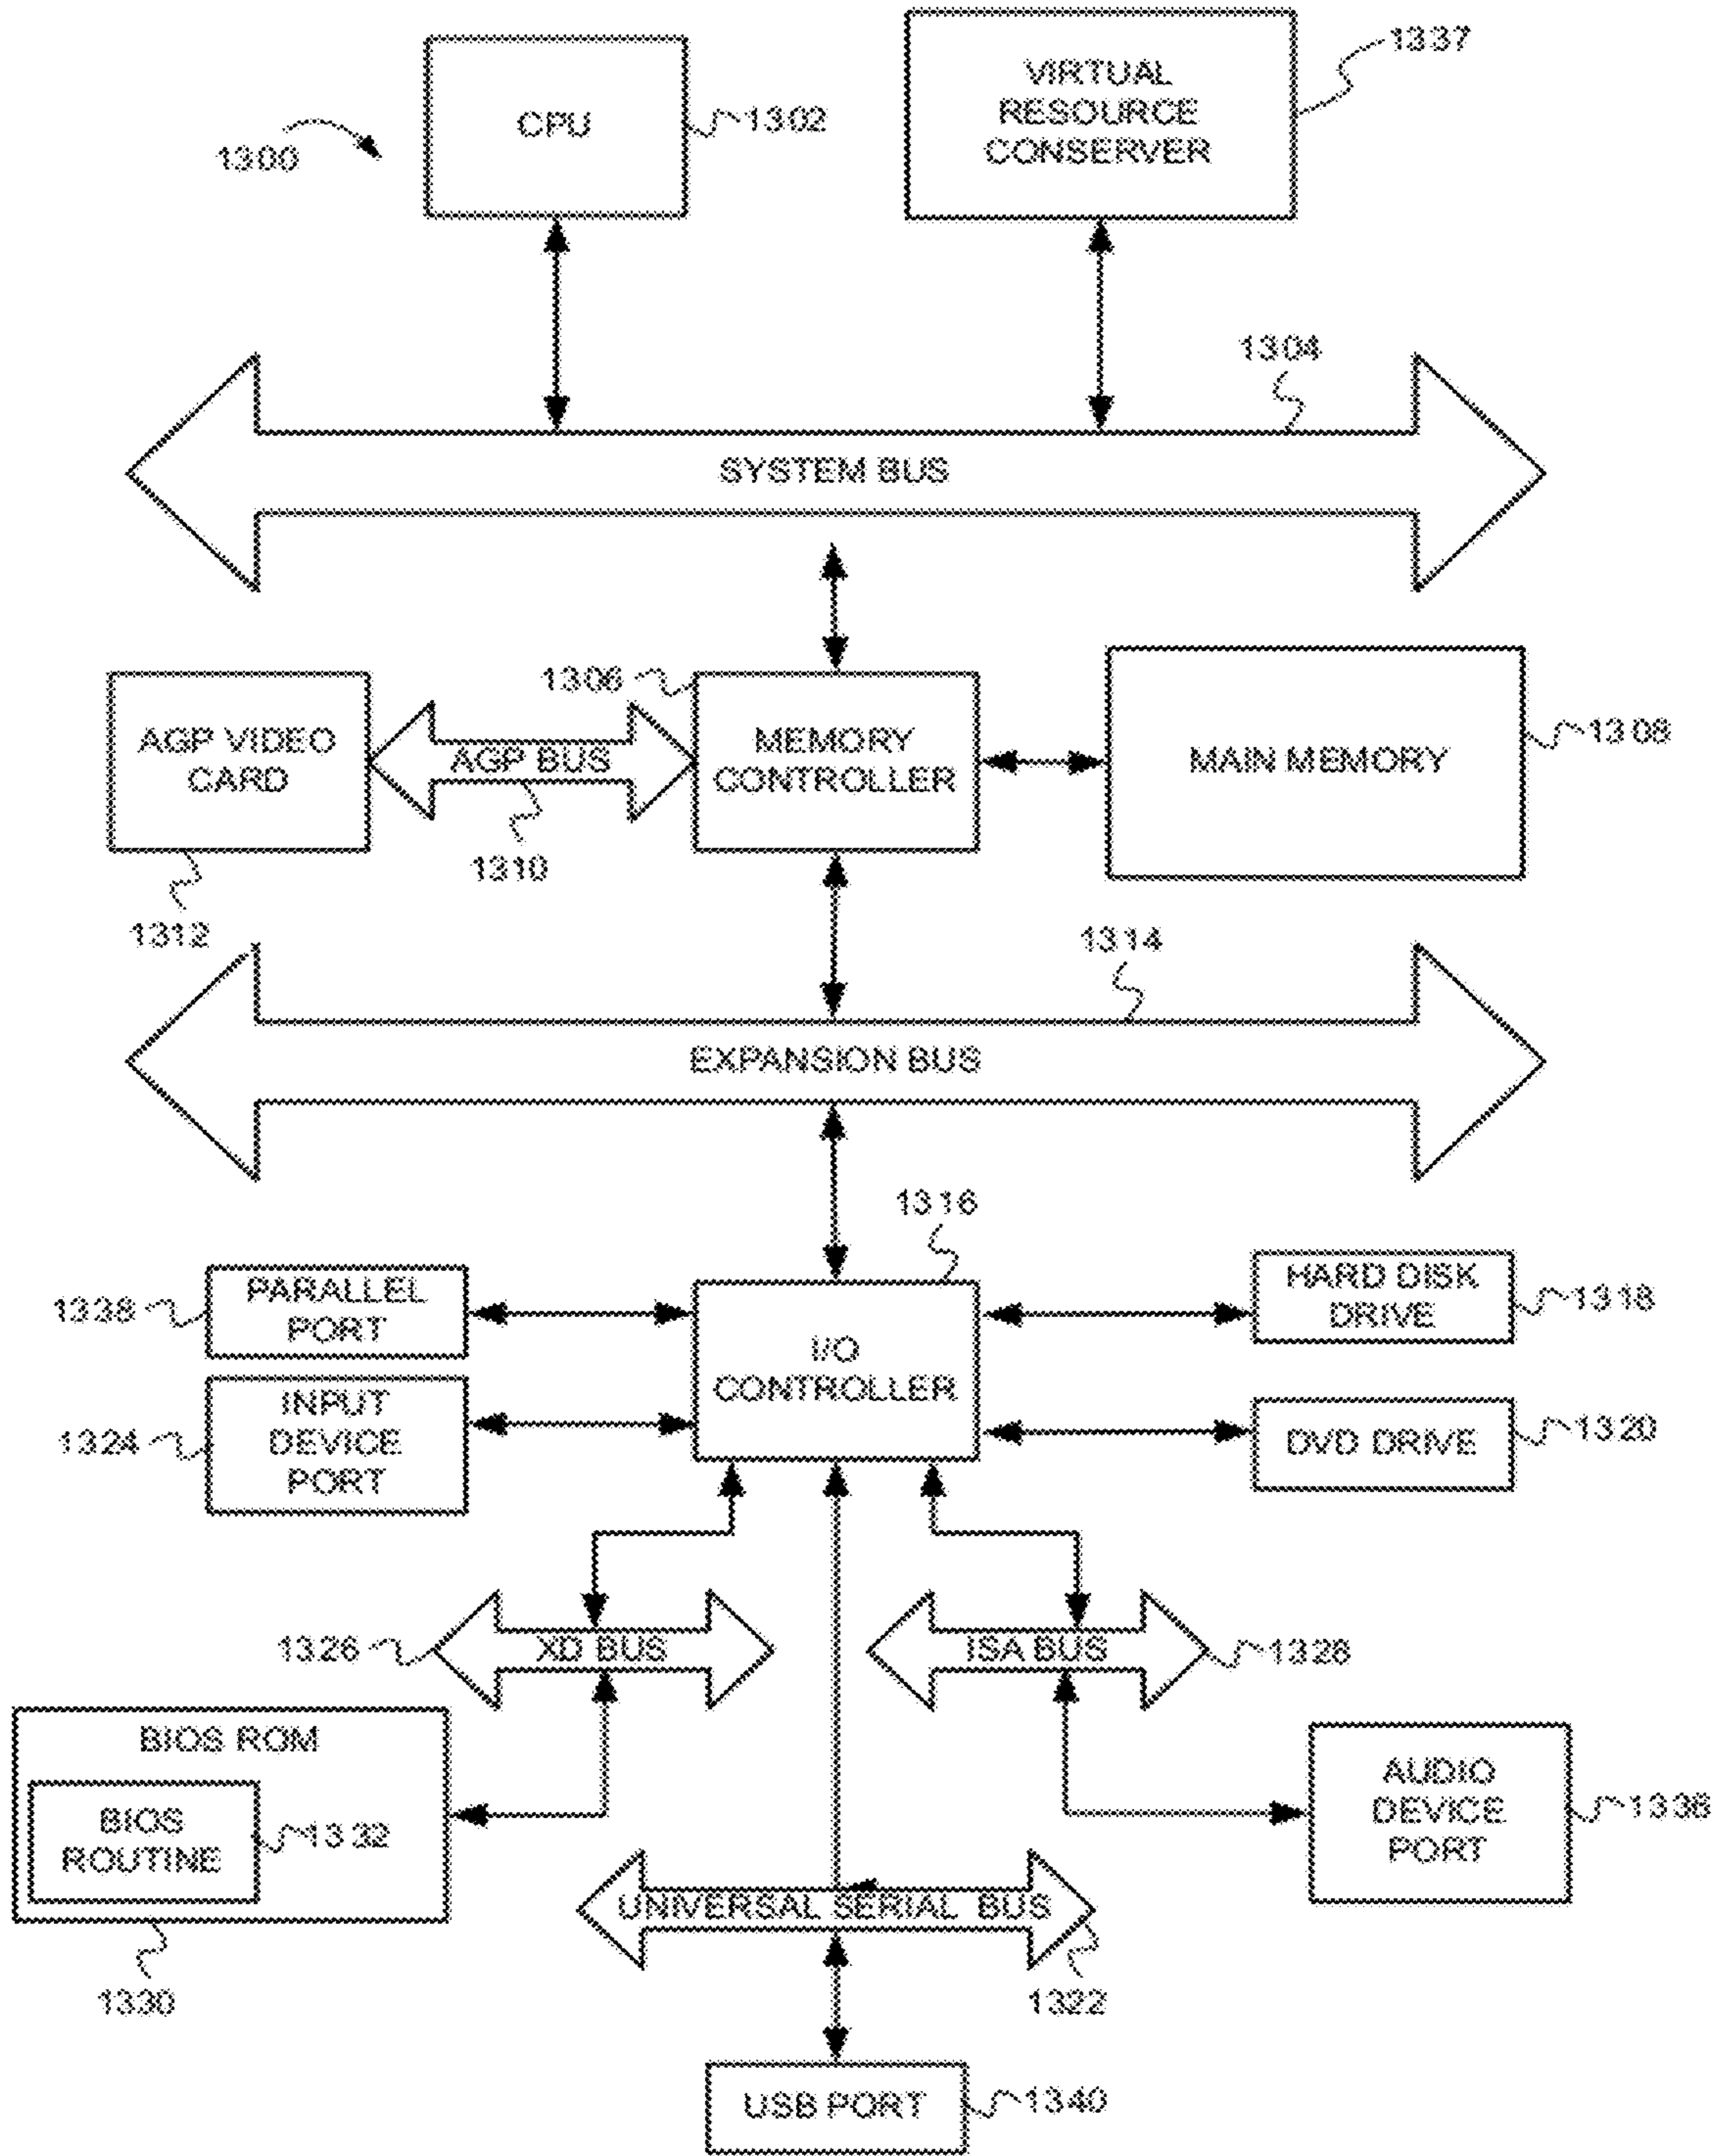 1300
CPU
1302
VIRTUAL
RESOURCE
CONSERVER
1337
1304
SYSTEM BUS
AGP VIDEO
CARD
1312
AGP BUS
1310
1306
MEMORY
CONTROLLER
MAIN MEMORY
1308
1314
EXPANSION BUS
1316
PARALLEL
PORT
1338
INPUT
DEVICE
PORT
1324
I/O
CONTROLLER
HARD DISK
DRIVE
1318
DVD DRIVE
1320
1326
XD BUS
ISA BUS
1328
BIOS ROM
BIOS
ROUTINE
1332
1330
AUDIO
DEVICE
PORT
1336
UNIVERSAL SERIAL BUS
1322
USB PORT
1340